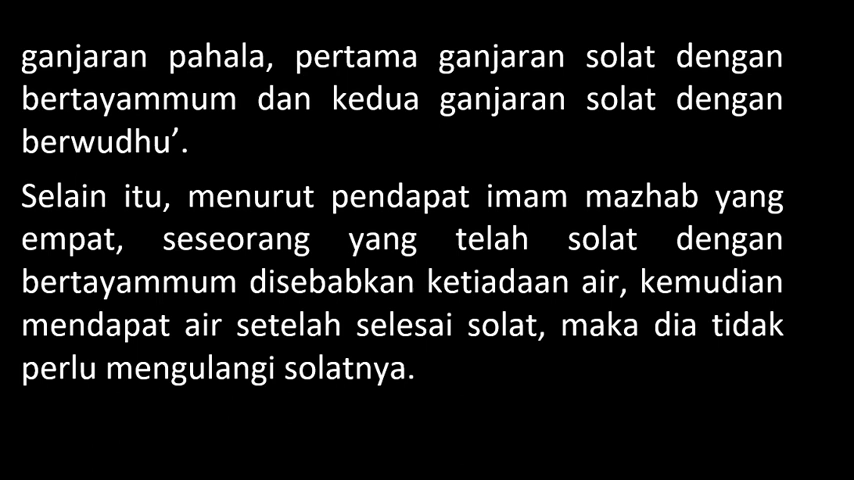 ganjaran pahala, pertama ganjaran solat dengan
bertayammum dan kedua ganjaran solat dengan
berwudhu’.
Selain itu, menurut pendapat imam mazhab yang
empat, seseorang yang telah solat dengan
bertayammum disebabkan ketiadaan air, kemudian
mendapat air setelah selesai solat, maka dia tidak
perlu mengulangi solatnya.